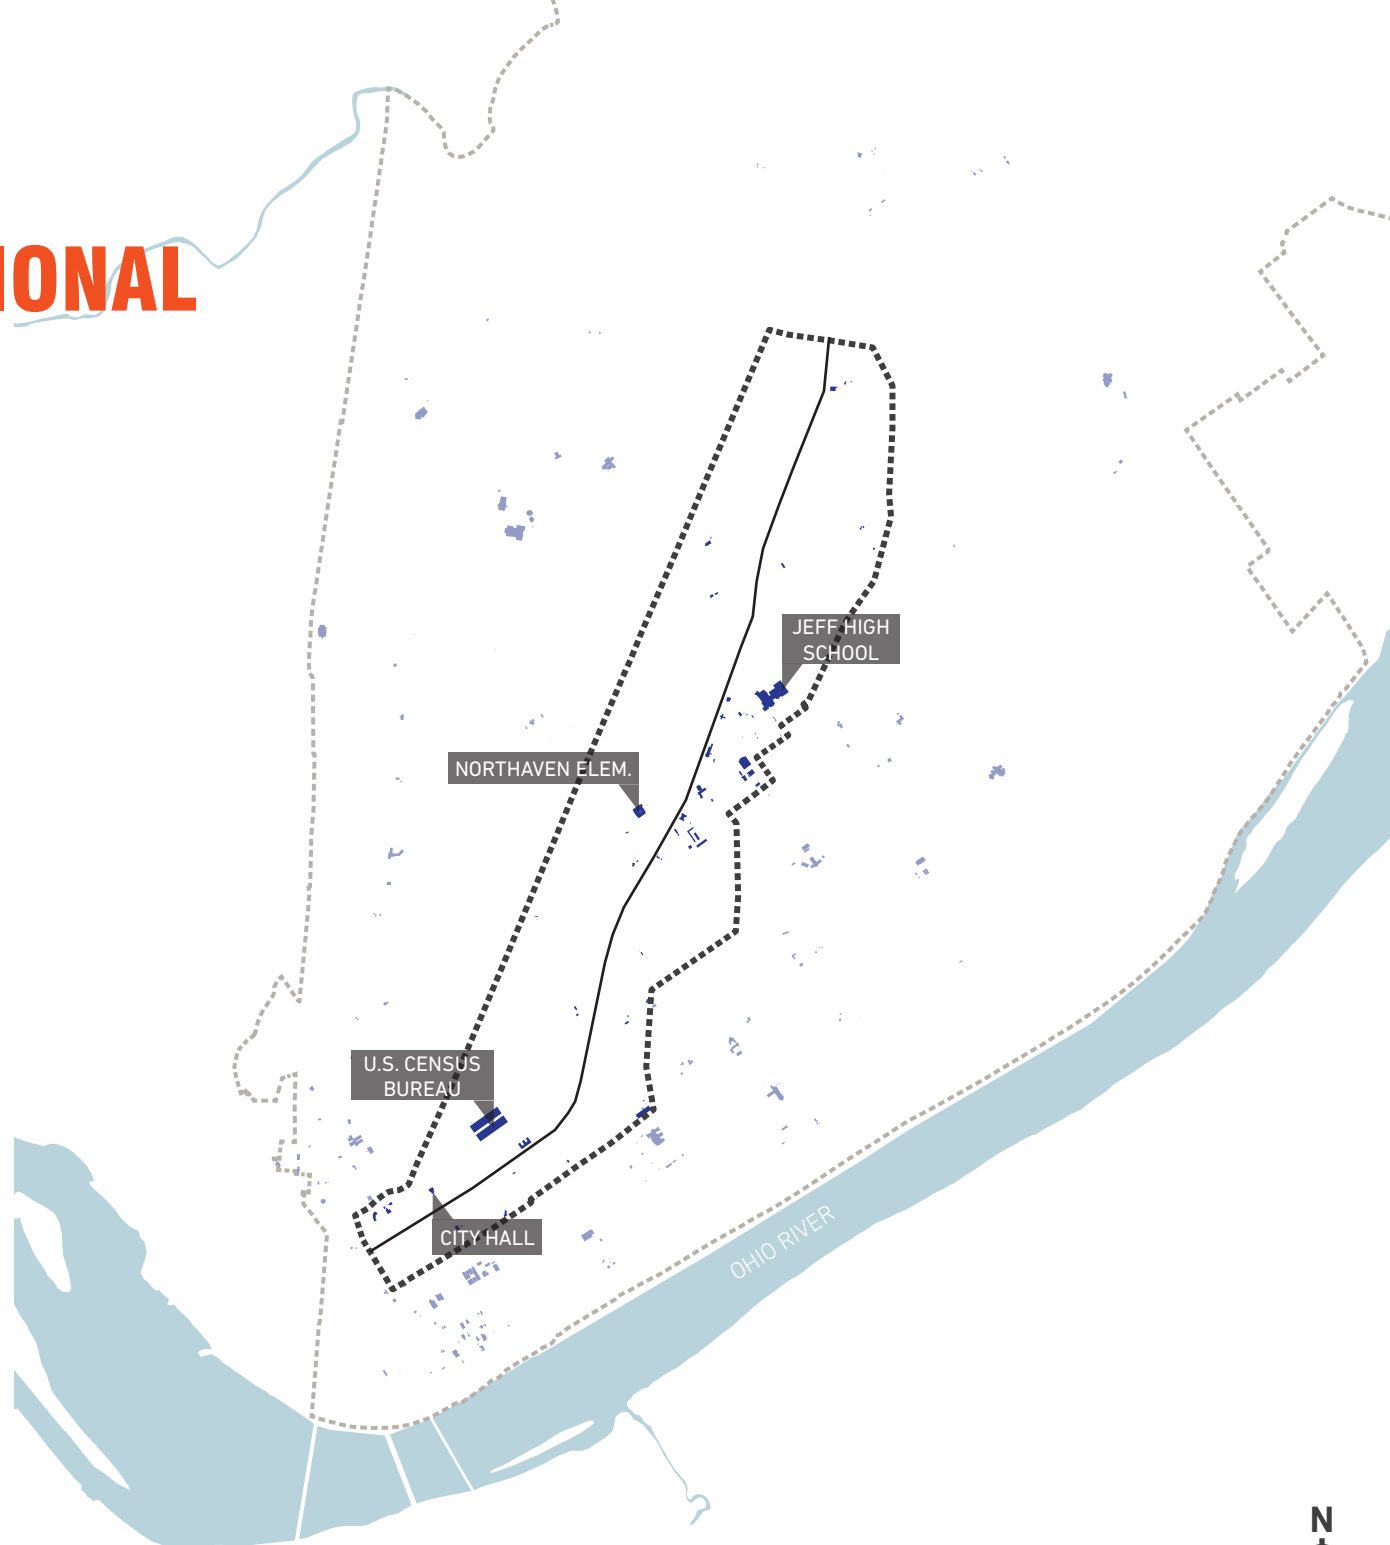 IONAL
JEFF HIGH
SCHOOL
NORTHAVEN ELEM.
U.S. CENSUS
BUREAU
CITY HALL
OHIO RIVER
N